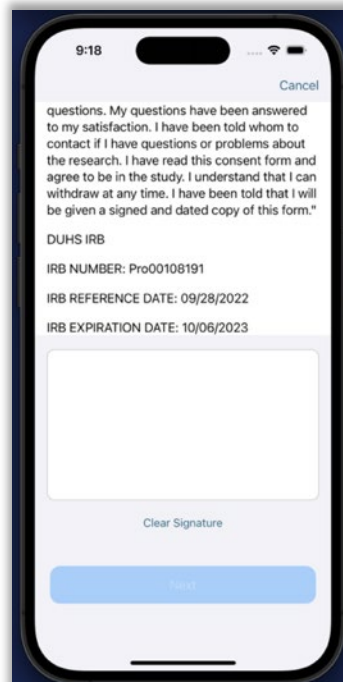 9:18
Cancel
questions. My questions have been answered
to my satisfaction. I have been told whom to
contact if I have questions or problems about
the research. I have read this consent form and
agree to be in the study. I understand that I can
withdraw at any time. I have been told that I will
be given a signed and dated copy of this form."
DUHS IRB
IRB NUMBER: Pro00108191
IRB REFERENCE DATE: 09/28/2022
IRB EXPIRATION DATE: 10/06/2023
Clear Signature
Next